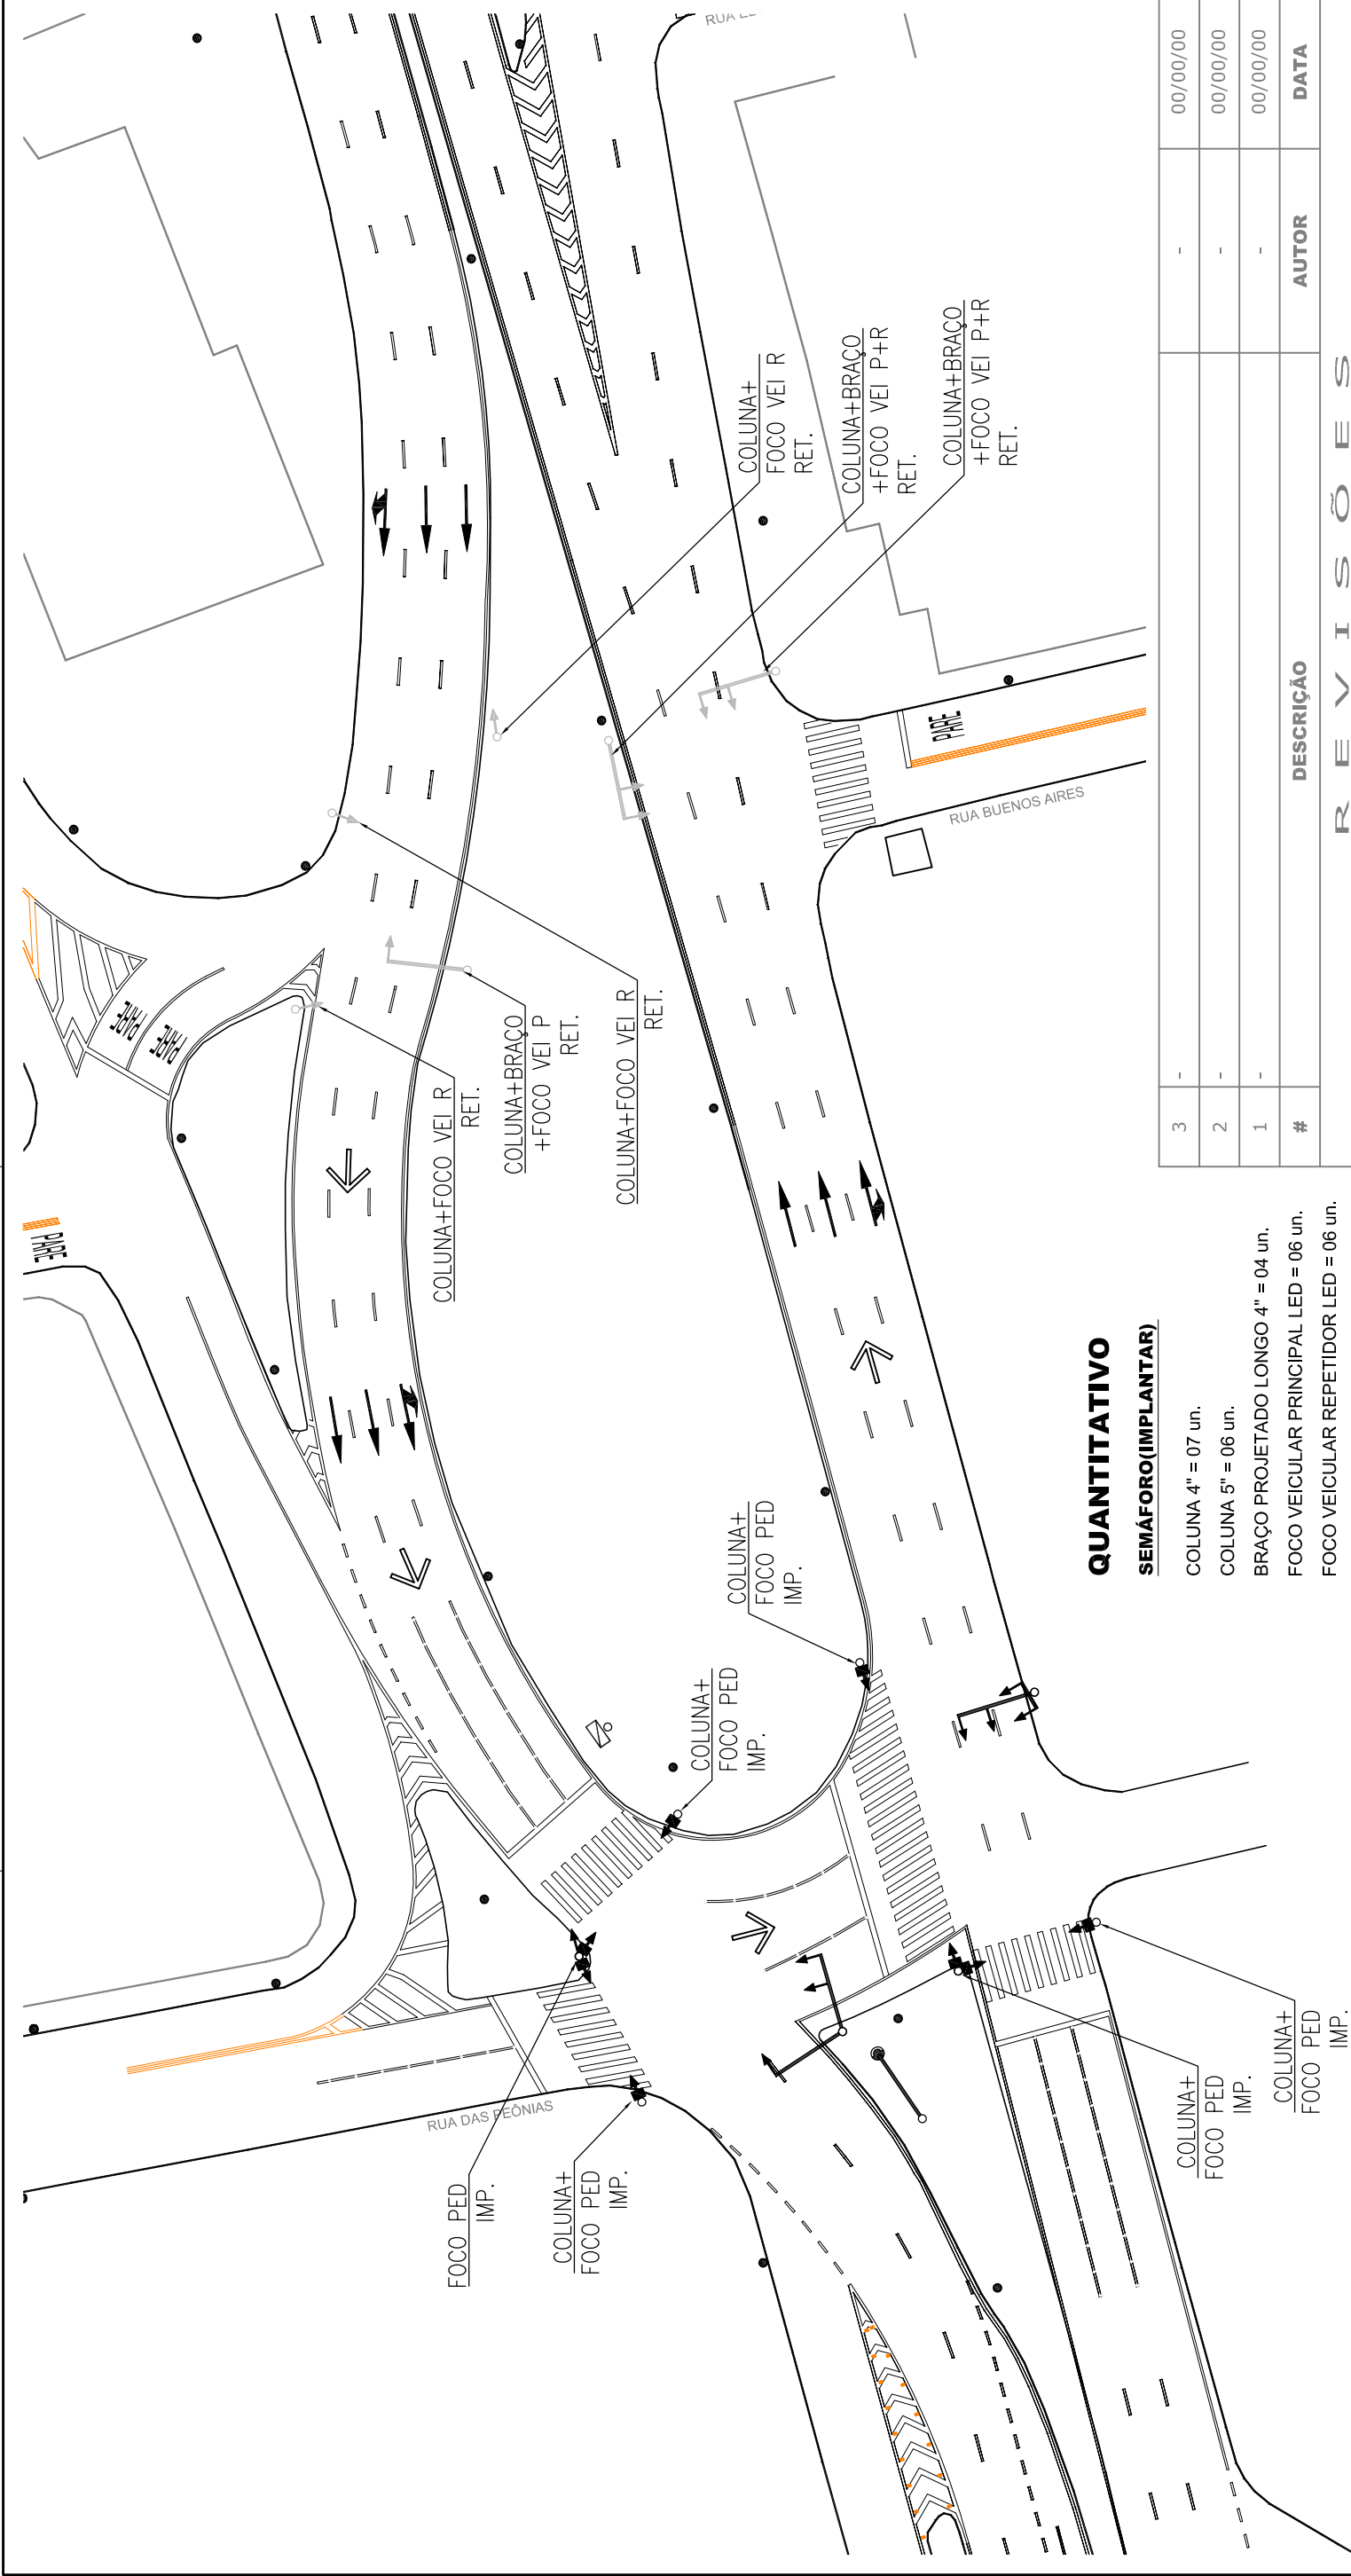 RUA DAS PEÔNIAS
FOCO PED
IMP.
COLUNA+
FOCO PED
IMP.
COLUNA+
FOCO PED
IMP.
COLUNA+
FOCO PED
IMP.
COLUNA+
FOCO PED
IMP.
COLUNA+
FOCO PED
IMP.
PARE
PARE
PARE
COLUNA+FOCO VEI R
RET.
COLUNA+BRAÇO
+FOCO VEI P
RET.
COLUNA+FOCO VEI R
RET.
COLUNA+
FOCO VEI R
RET.
COLUNA+BRAÇO
+FOCO VEI P+R
RET.
COLUNA+BRAÇO
+FOCO VEI P+R
RET.
PARE
RUA BUENOS AIRES
QUANTITATIVO
SEMÁFORO(IMPLANTAR)
COLUNA 4" = 07 un.
COLUNA 5" = 06 un.
BRAÇO PROJETADO LONGO 4" = 04 un.
FOCO VEICULAR PRINCIPAL LED = 06 un.
FOCO VEICULAR REPETIDOR LED = 06 un.
3 - - 00/00/00
2 - - 00/00/00
1 - - 00/00/00
# DESCRIÇÃO AUTOR DATA
REVISÕES